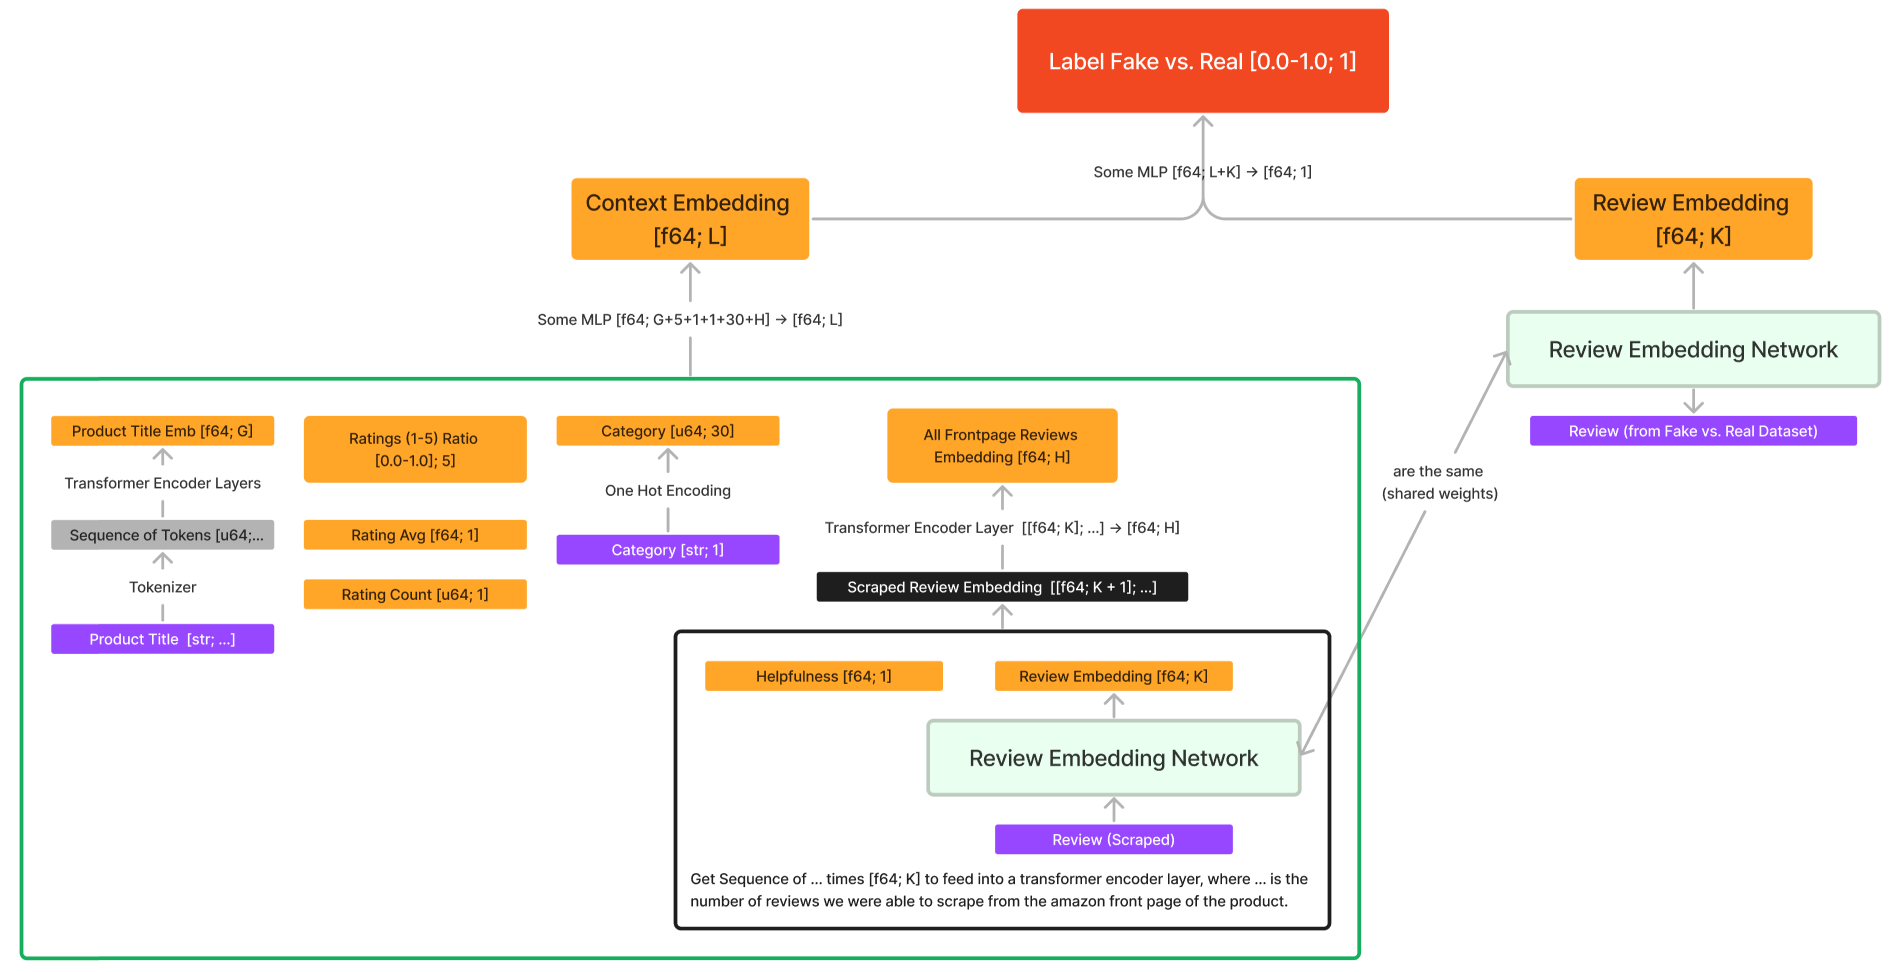 Label Fake vs. Real [0.0-1.0; 1]
Some MLP [f64; L+K] → [f64; 1]
Context Embedding
[f64; L]
Review Embedding
[f64; K]
Some MLP [f64; G+5+1+1+30+H] → [f64; L]
Review Embedding Network
Review (from Fake vs. Real Dataset)
are the same
(shared weights)
Product Title Emb [f64; G]
Transformer Encoder Layers
Sequence of Tokens [u64;...
Tokenizer
Product Title [str; ...]
Ratings (1-5) Ratio
[0.0-1.0]; 5]
Rating Avg [f64; 1]
Rating Count [u64; 1]
Category [u64; 30]
One Hot Encoding
Category [str; 1]
All Frontpage Reviews
Embedding [f64; H]
Transformer Encoder Layer [[f64; K]; ...] → [f64; H]
Scraped Review Embedding [[f64; K + 1]; ...]
Helpfulness [f64; 1]
Review Embedding [f64; K]
Review Embedding Network
Review (Scraped)
Get Sequence of ... times [f64; K] to feed into a transformer encoder layer, where ... is the
number of reviews we were able to scrape from the amazon front page of the product.